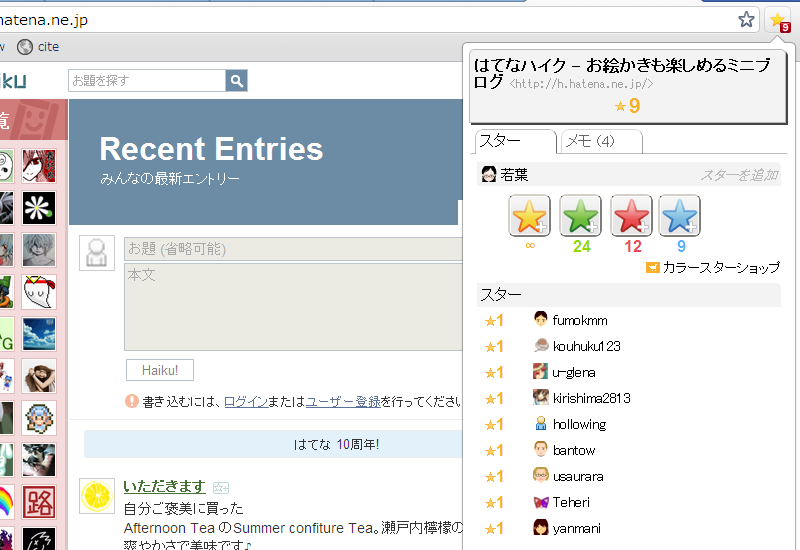 hatena.ne.jp
9
cite
iku
お題を探す
覧
Recent Entries
みんなの最新エントリー
お題 (省略可能)
本文
Haiku!
書き込むには、ログインまたはユーザー登録を行ってください
はてな 10周年!
いただきます
自分ご褒美に買った
Afternoon Tea のSummer confiture Tea。瀬戸内檸檬の
爽やかさで美味です♪
路
G
はてなハイク - お絵かきも楽しめるミニブ
ログ <http://h.hatena.ne.jp/>
9
スター
メモ (4)
若葉
スターを追加
∞
24
12
9
カラースターショップ
スター
1 fumokmm
1 kouhuku123
1 u-glena
1 kirishima2813
1 hollowing
1 bantow
1 usaurara
1 Teheri
1 yanmani